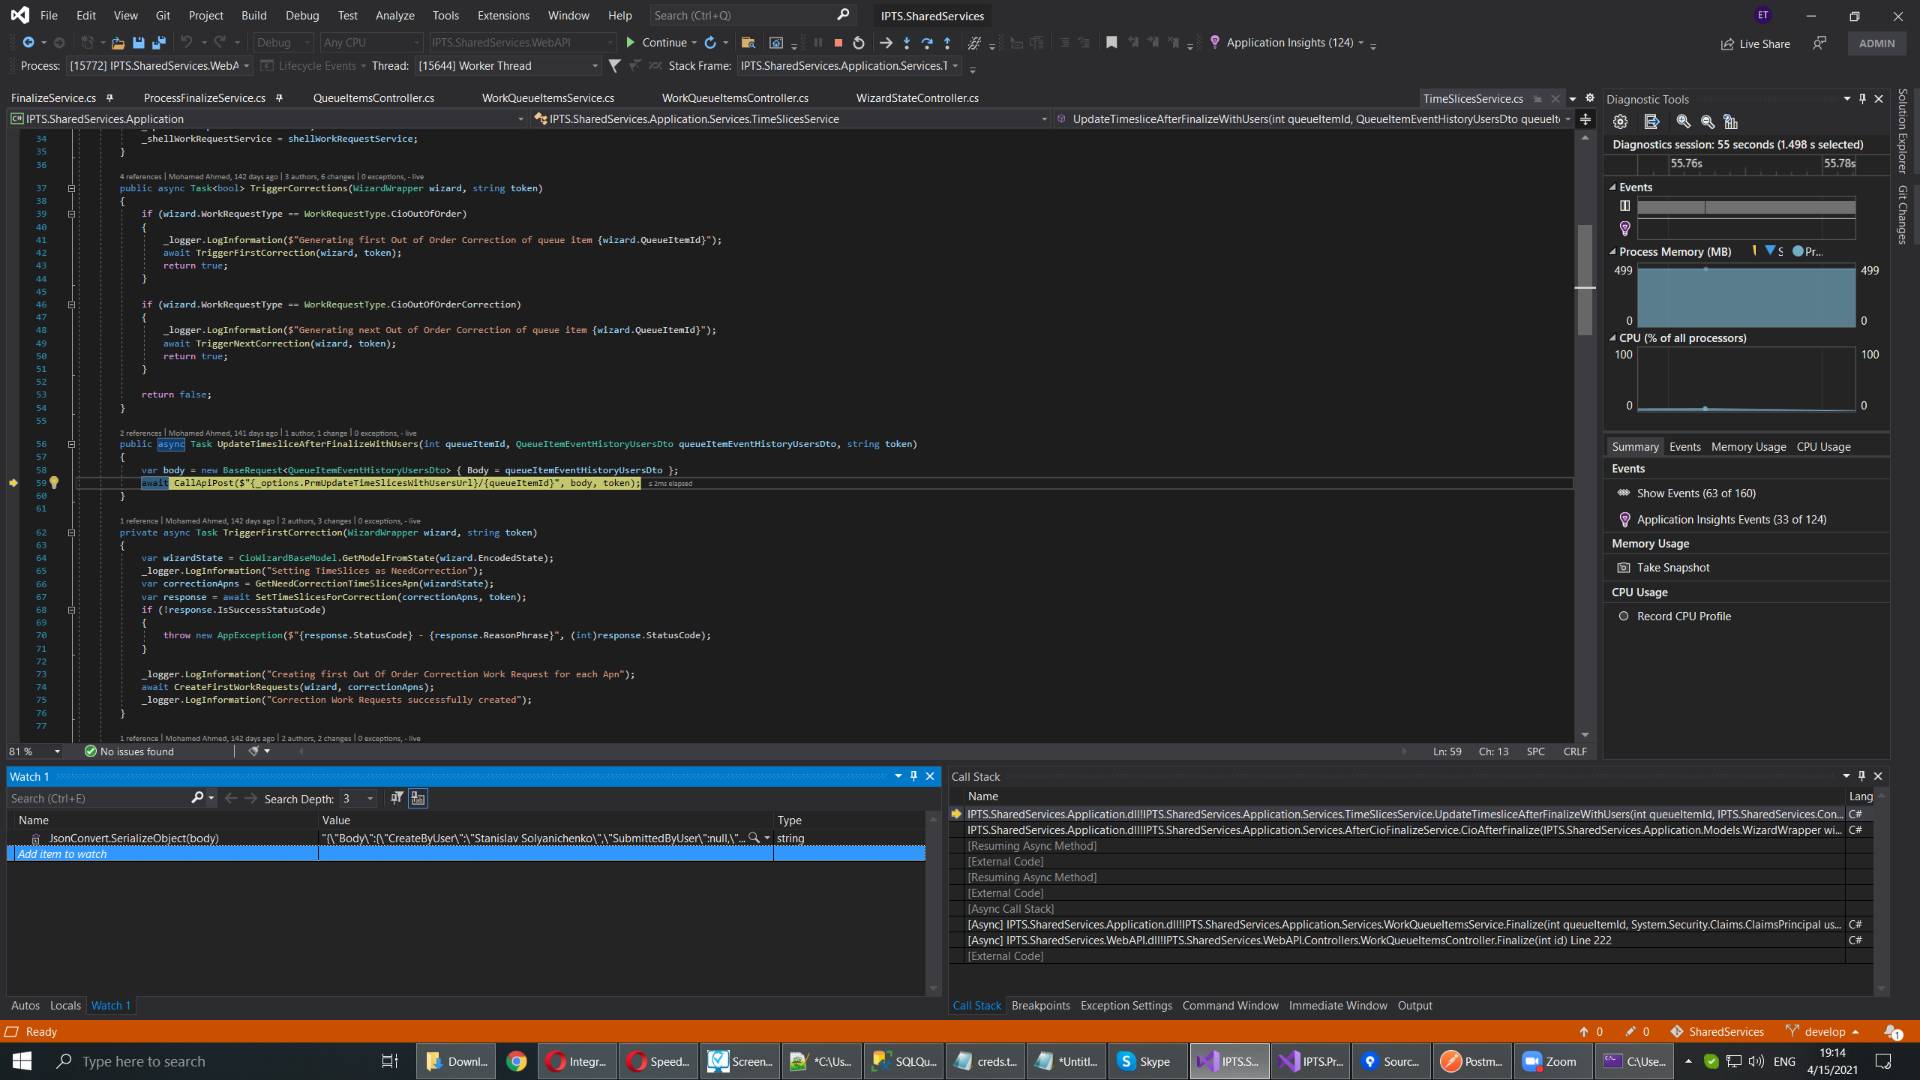 File Edit View Git Project Build Debug Test Analyze Tools Extensions Window Help Search (Ctrl+Q) IPTS.SharedServices ET
Debug Any CPU IPTS.SharedServices.WebAPI Continue Application Insights (124) Live Share ADMIN
Process: [15772] IPTS.SharedServices.WebA Lifecycle Events Thread: [15644] Worker Thread Stack Frame: IPTS.SharedServices.Application.Services.T
FinalizeService.cs ProcessFinalizeService.cs QueueItemsController.cs WorkQueueItemsService.cs WorkQueueItemsController.cs WizardStateController.cs TimeSlicesService.cs
IPTS.SharedServices.Application IPTS.SharedServices.Application.Services.TimeSlicesService UpdateTimesliceAfterFinalizeWithUsers(int queueItemId, QueueItemEventHistoryUsersDto queueIt
34 _shellWorkRequestService = shellWorkRequestService;
35 }
36
4 references | Mohamed Ahmed, 142 days ago | 3 authors, 6 changes | 0 exceptions, - live
37 public async Task<bool> TriggerCorrections(WizardWrapper wizard, string token)
38 {
39 if (wizard.WorkRequestType == WorkRequestType.CioOutOfOrder)
40 {
41 _logger.LogInformation($"Generating first Out of Order Correction of queue item {wizard.QueueItemId}");
42 await TriggerFirstCorrection(wizard, token);
43 return true;
44 }
45
46 if (wizard.WorkRequestType == WorkRequestType.CioOutOfOrderCorrection)
47 {
48 _logger.LogInformation($"Generating next Out of Order Correction of queue item {wizard.QueueItemId}");
49 await TriggerNextCorrection(wizard, token);
50 return true;
51 }
52
53 return false;
54 }
55
2 references | Mohamed Ahmed, 141 days ago | 1 author, 1 change | 0 exceptions, - live
56 public async Task UpdateTimesliceAfterFinalizeWithUsers(int queueItemId, QueueItemEventHistoryUsersDto queueItemEventHistoryUsersDto, string token)
57 {
58 var body = new BaseRequest<QueueItemEventHistoryUsersDto> { Body = queueItemEventHistoryUsersDto };
59 await CallApiPost($"{_options.PrmUpdateTimeSlicesWithUsersUrl}/{queueItemId}", body, token); ≤ 2ms elapsed
60 }
61
1 reference | Mohamed Ahmed, 142 days ago | 2 authors, 3 changes | 0 exceptions, - live
62 private async Task TriggerFirstCorrection(WizardWrapper wizard, string token)
63 {
64 var wizardState = CioWizardBaseModel.GetModelFromState(wizard.EncodedState);
65 _logger.LogInformation("Setting TimeSlices as NeedCorrection");
66 var correctionApns = GetNeedCorrectionTimeSlicesApn(wizardState);
67 var response = await SetTimeSlicesForCorrection(correctionApns, token);
68 if (!response.IsSuccessStatusCode)
69 {
70 throw new AppException($"{response.StatusCode} - {response.ReasonPhrase}", (int)response.StatusCode);
71 }
72
73 _logger.LogInformation("Creating first Out Of Order Correction Work Request for each Apn");
74 await CreateFirstWorkRequests(wizard, correctionApns);
75 _logger.LogInformation("Correction Work Requests successfully created");
76 }
77
1 reference | Mohamed Ahmed, 142 days ago | 2 authors, 2 changes | 0 exceptions, - live
81 % No issues found Ln: 59 Ch: 13 SPC CRLF
Diagnostic Tools
Diagnostics session: 55 seconds (1.498 s selected)
55.76s 55.78s
Events
Process Memory (MB) S Pr...
499 499
0 0
CPU (% of all processors)
100 100
0 0
Summary Events Memory Usage CPU Usage
Events
Show Events (63 of 160)
Application Insights Events (33 of 124)
Memory Usage
Take Snapshot
CPU Usage
Record CPU Profile
Solution Explorer
Git Changes
Watch 1
Search (Ctrl+E) Search Depth: 3
Name Value Type
JsonConvert.SerializeObject(body) "{\"Body\":{\"CreateByUser\":\"Stanislav Solyanichenko\",\"SubmittedByUser\":null,\"... string
Add item to watch
Autos Locals Watch 1
Call Stack
Name Lang
IPTS.SharedServices.Application.dll!IPTS.SharedServices.Application.Services.TimeSlicesService.UpdateTimesliceAfterFinalizeWithUsers(int queueItemId, IPTS.SharedServices.Con... C#
IPTS.SharedServices.Application.dll!IPTS.SharedServices.Application.Services.AfterCioFinalizeService.CioAfterFinalize(IPTS.SharedServices.Application.Models.WizardWrapper wi... C#
[Resuming Async Method]
[External Code]
[Resuming Async Method]
[External Code]
[Async Call Stack]
[Async] IPTS.SharedServices.Application.dll!IPTS.SharedServices.Application.Services.WorkQueueItemsService.Finalize(int queueItemId, System.Security.Claims.ClaimsPrincipal us... C#
[Async] IPTS.SharedServices.WebAPI.dll!IPTS.SharedServices.WebAPI.Controllers.WorkQueueItemsController.Finalize(int id) Line 222 C#
[External Code]
Call Stack Breakpoints Exception Settings Command Window Immediate Window Output
Ready 0 0 SharedServices develop 1
Type here to search Downl... Integr... Speed... Screen... *C:\Us... SQLQu... creds.t... *Untitl... Skype IPTS.S... IPTS.Pr... Sourc... Postm... Zoom C:\Use... ENG 19:14
4/15/2021